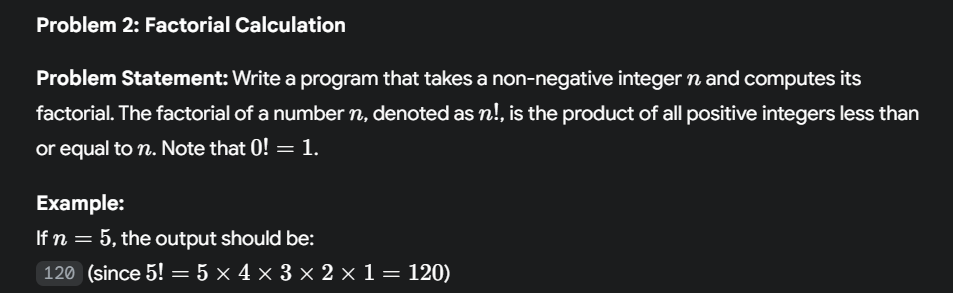 Problem 2: Factorial Calculation
Problem Statement: Write a program that takes a non-negative integer n and computes its
factorial. The factorial of a number n, denoted as n!, is the product of all positive integers less than
or equal to n. Note that 0! = 1.
Example:
If n = 5, the output should be:
120 (since 5! = 5 × 4 × 3 × 2 × 1 = 120)